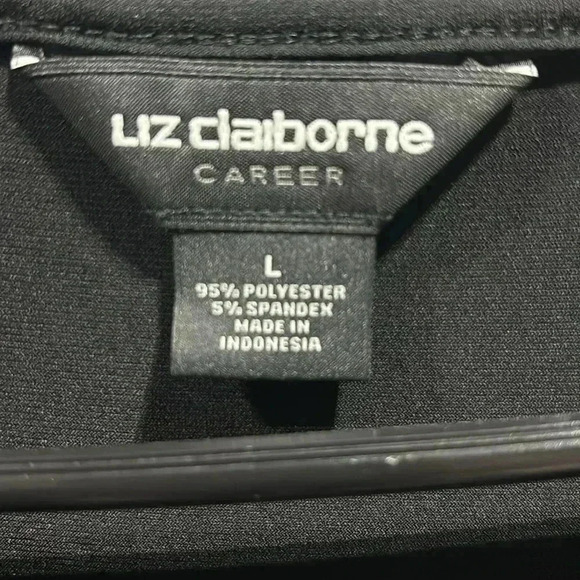 Liz claiborne
CAREER
L
95% POLYESTER
5% SPANDEX
MADE IN
INDONESIA